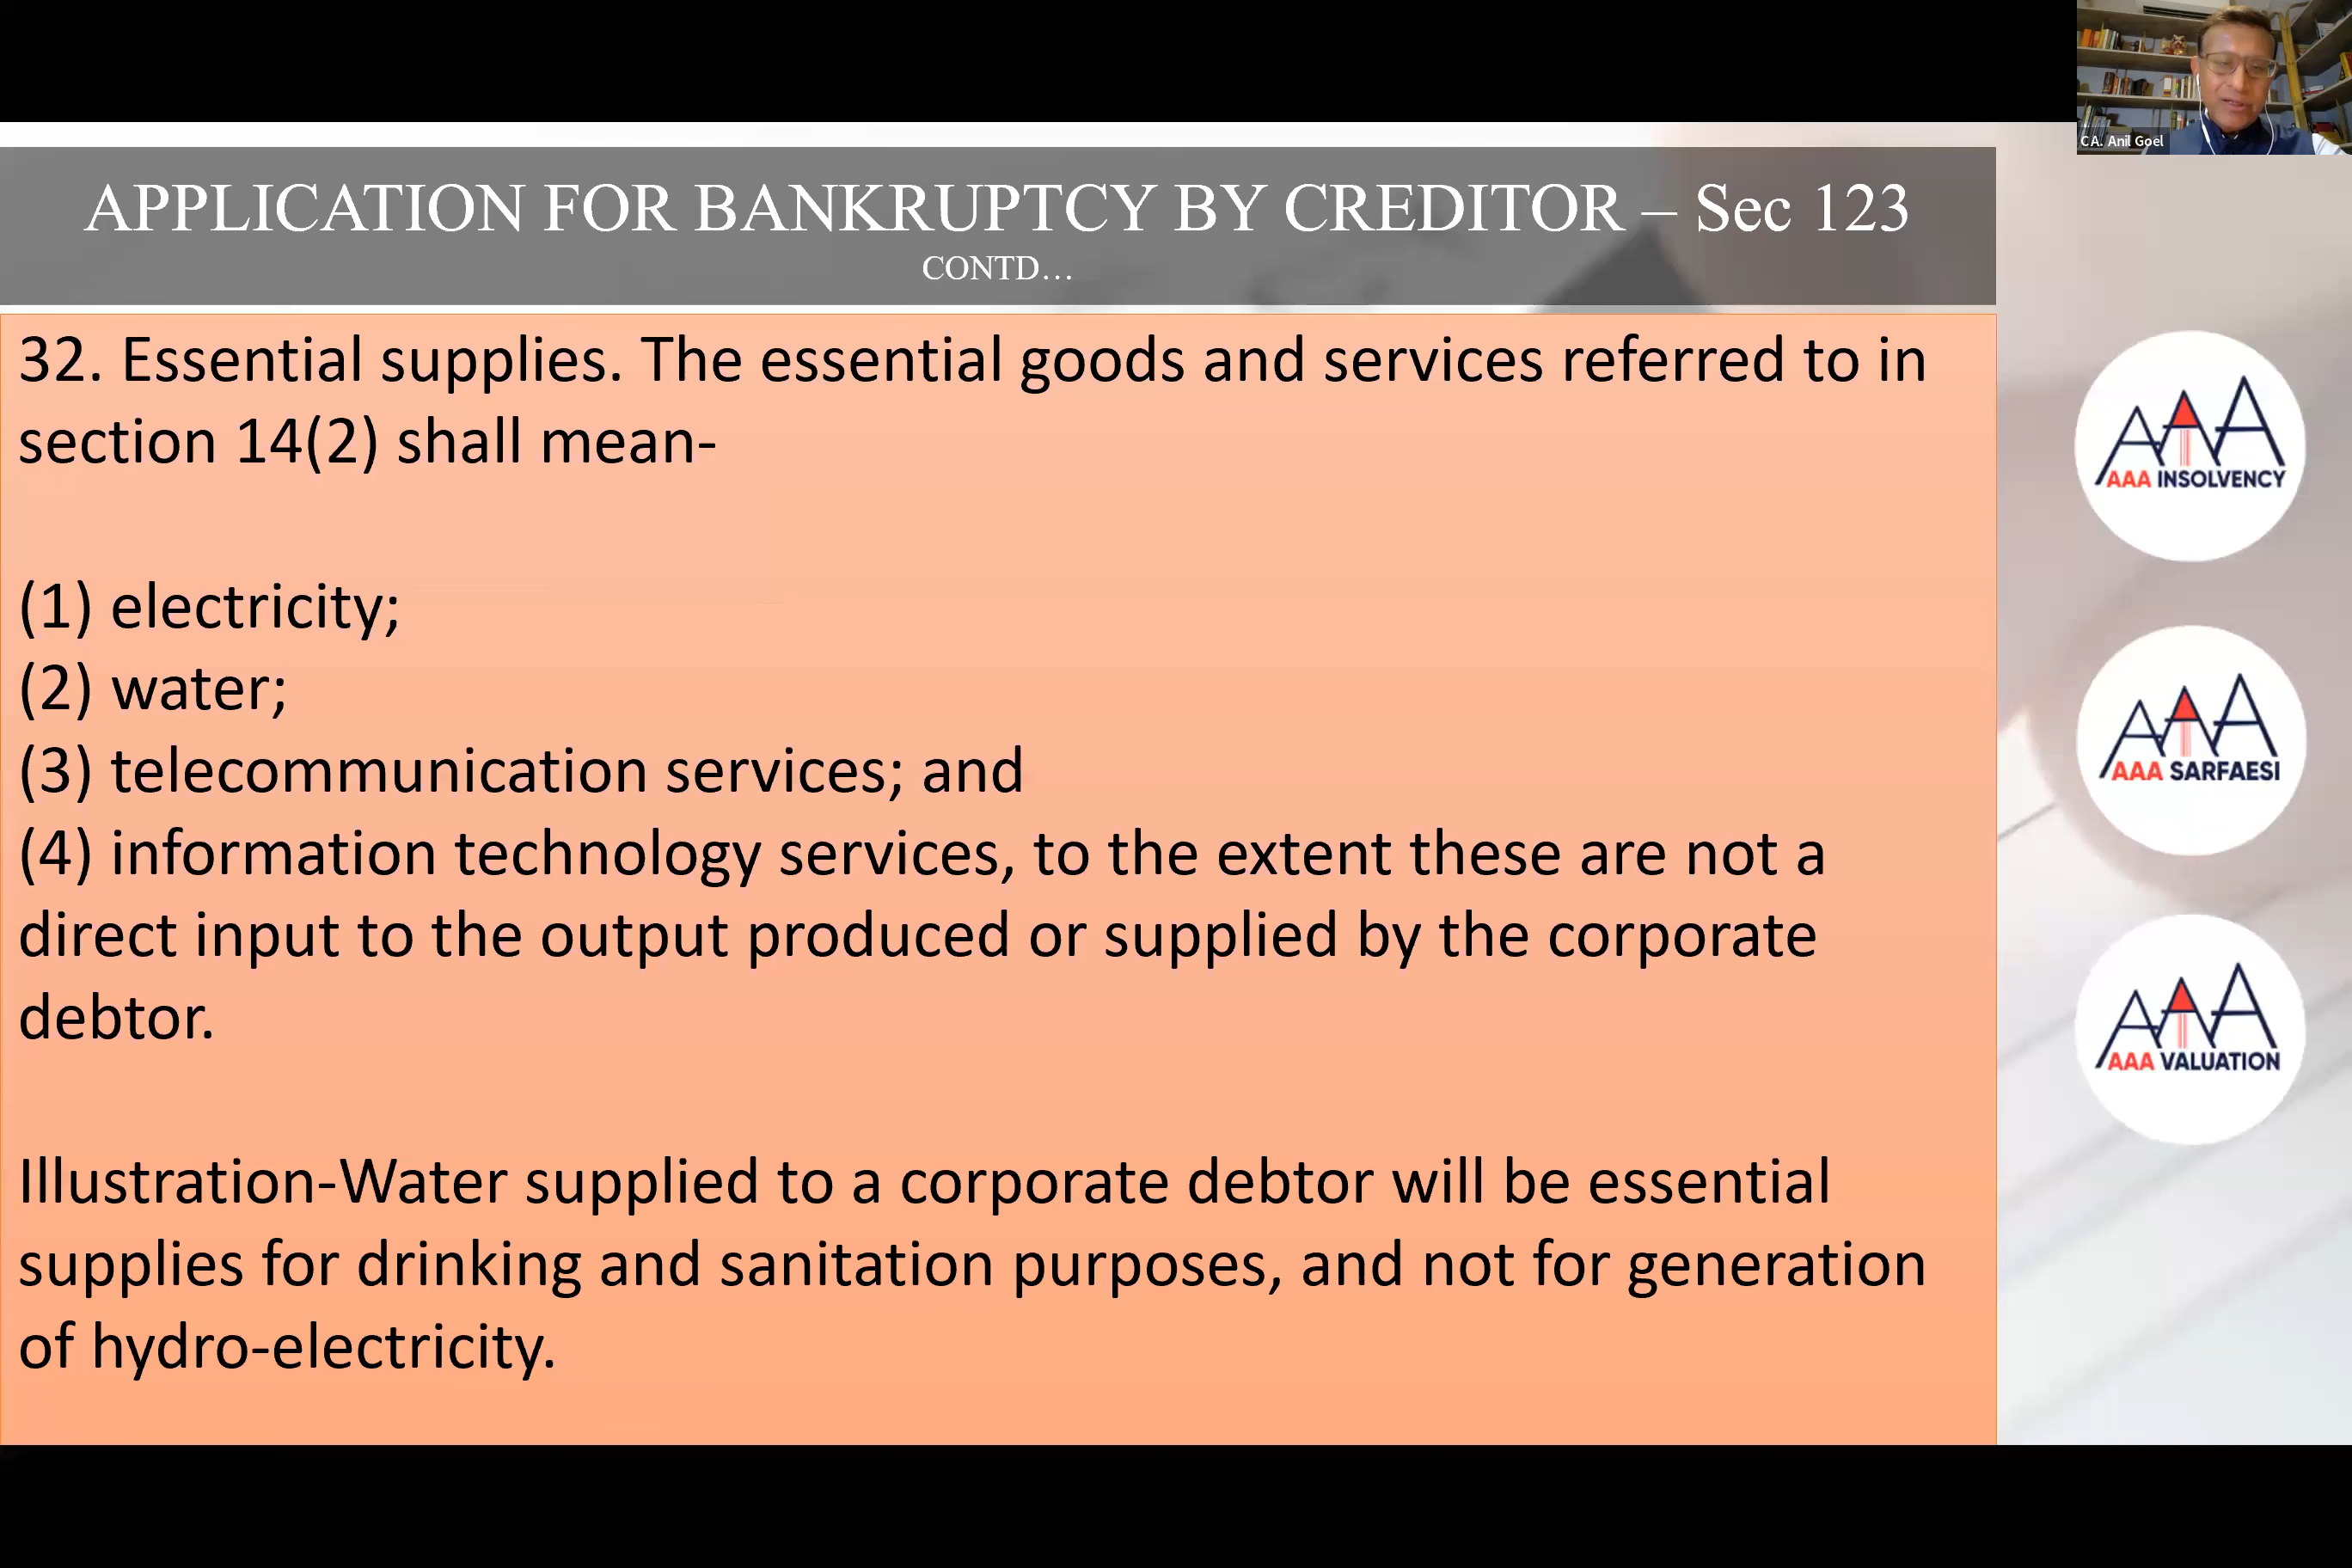 CA. Anil Goel
APPLICATION FOR BANKRUPTCY BY CREDITOR – Sec 123
CONTD…
32. Essential supplies. The essential goods and services referred to in
section 14(2) shall mean-
(1) electricity;
(2) water;
(3) telecommunication services; and
(4) information technology services, to the extent these are not a
direct input to the output produced or supplied by the corporate
debtor.
Illustration-Water supplied to a corporate debtor will be essential
supplies for drinking and sanitation purposes, and not for generation
of hydro-electricity.
AAA
AAA INSOLVENCY
AAA
AAA SARFAESI
AAA
AAA VALUATION